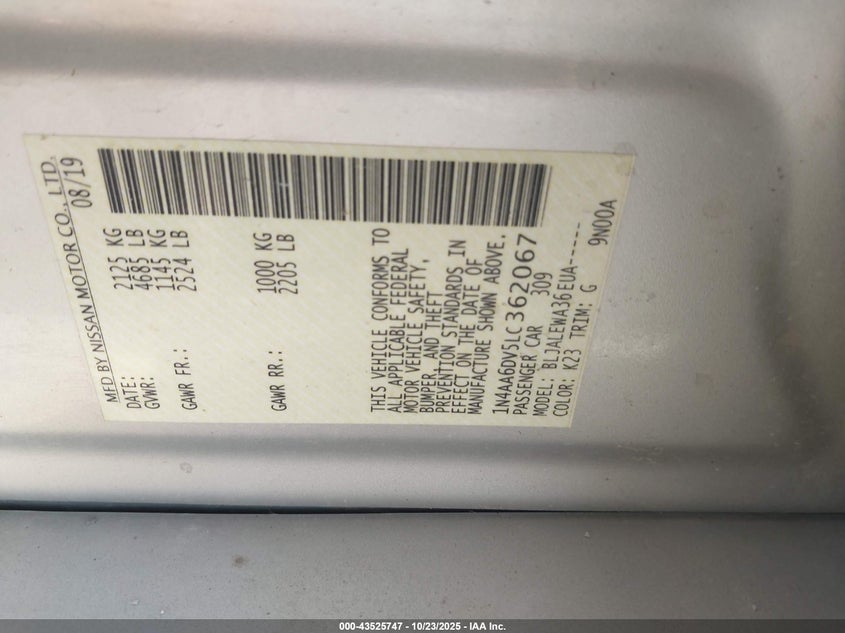 MFD BY NISSAN MOTOR CO., LTD.
DATE: 08/19
GVWR: 2125 KG
4685 LB
GAWR FR.: 1145 KG
2524 LB
GAWR RR.: 1000 KG
2205 LB
THIS VEHICLE CONFORMS TO
ALL APPLICABLE FEDERAL
MOTOR VEHICLE SAFETY,
BUMPER, AND THEFT
PREVENTION STANDARDS IN
EFFECT ON THE DATE OF
MANUFACTURE SHOWN ABOVE.
1N4AA6DV5LC362067
PASSENGER CAR 309
MODEL: BLJALEWA36EUA-----
COLOR: K23 TRIM: G 9N00A
000-43525747 - 10/23/2025 - IAA Inc.